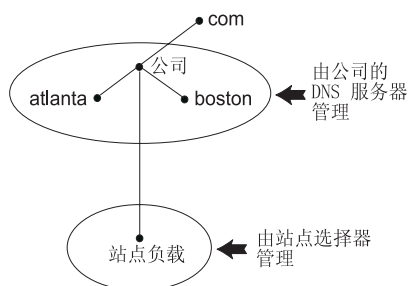 com
公司
atlanta
boston
由公司的
DNS 服务器
管理
站点负载
由站点选择器
管理